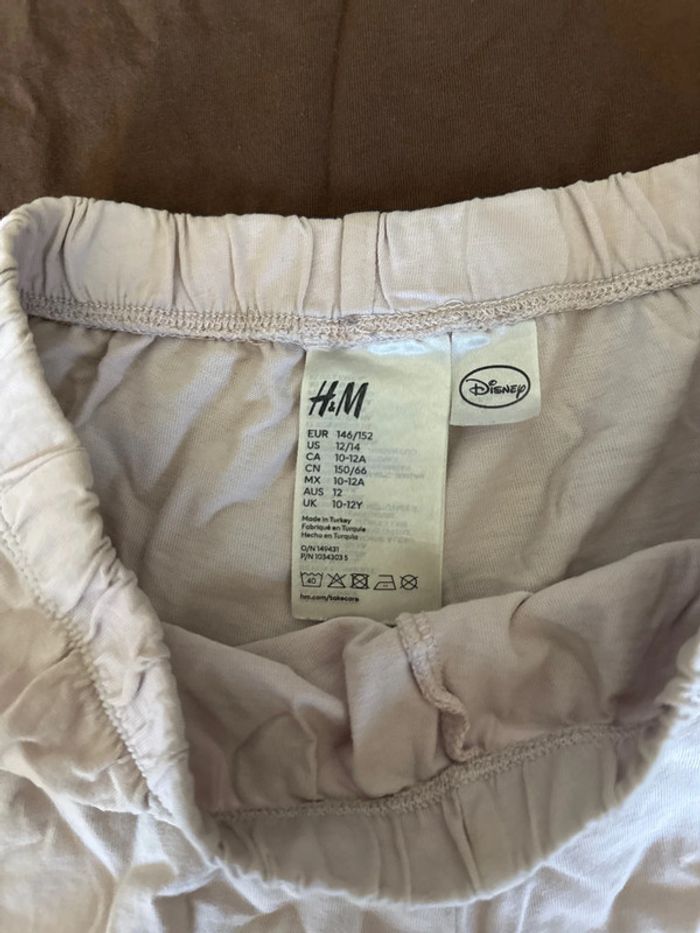 H&M
EUR 146/152
US 12/14
CA 10-12A
CN 150/66
MX 10-12A
AUS 12
UK 10-12Y
Made in Turkey
Fabriqué en Turquie
Hecho en Turquía
O/N 149431
P/N 1034303 5
40
hm.com/takecare
Disney